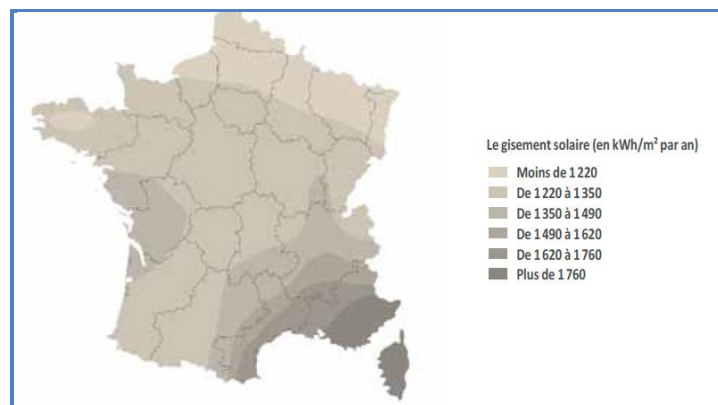 Le gisement solaire (en kWh/m² par an)
Moins de 1 220
De 1 220 à 1 350
De 1 350 à 1 490
De 1 490 à 1 620
De 1 620 à 1 760
Plus de 1 760